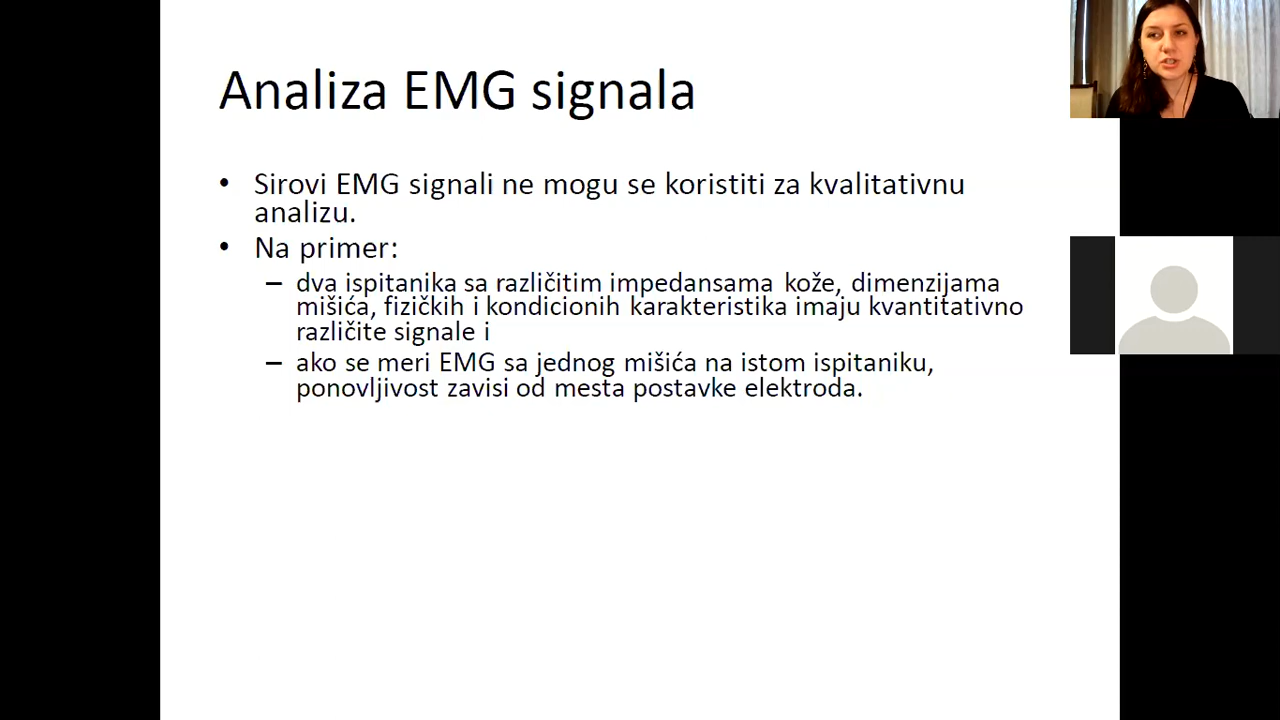 Analiza EMG signala
• Sirovi EMG signali ne mogu se koristiti za kvalitativnu
analizu.
• Na primer:
– dva ispitanika sa različitim impedansama kože, dimenzijama
mišića, fizičkih i kondicionih karakteristika imaju kvantitativno
različite signale i
– ako se meri EMG sa jednog mišića na istom ispitaniku,
ponovljivost zavisi od mesta postavke elektroda.